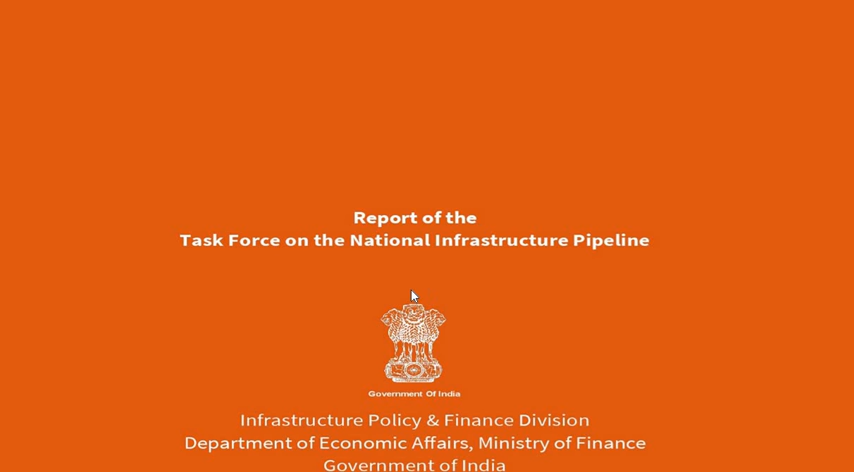 Report of the
Task Force on the National Infrastructure Pipeline
Government Of India
Infrastructure Policy & Finance Division
Department of Economic Affairs, Ministry of Finance
Government of India